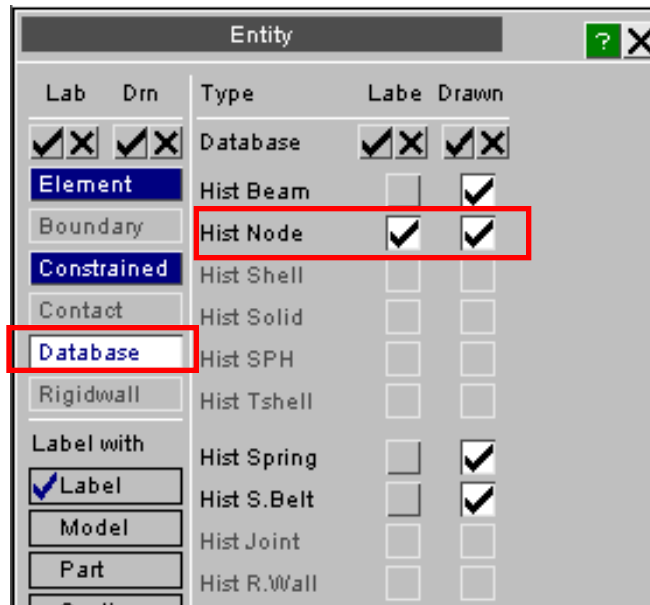 Entity
?
Lab Drn Type Labe Drawn
Database
Element
Hist Beam
Boundary
Hist Node
Constrained
Hist Shell
Contact
Hist Solid
Database
Hist SPH
Rigidwall
Hist Tshell
Label with
Hist Spring
Label
Hist S.Belt
Model
Hist Joint
Part
Hist R.Wall